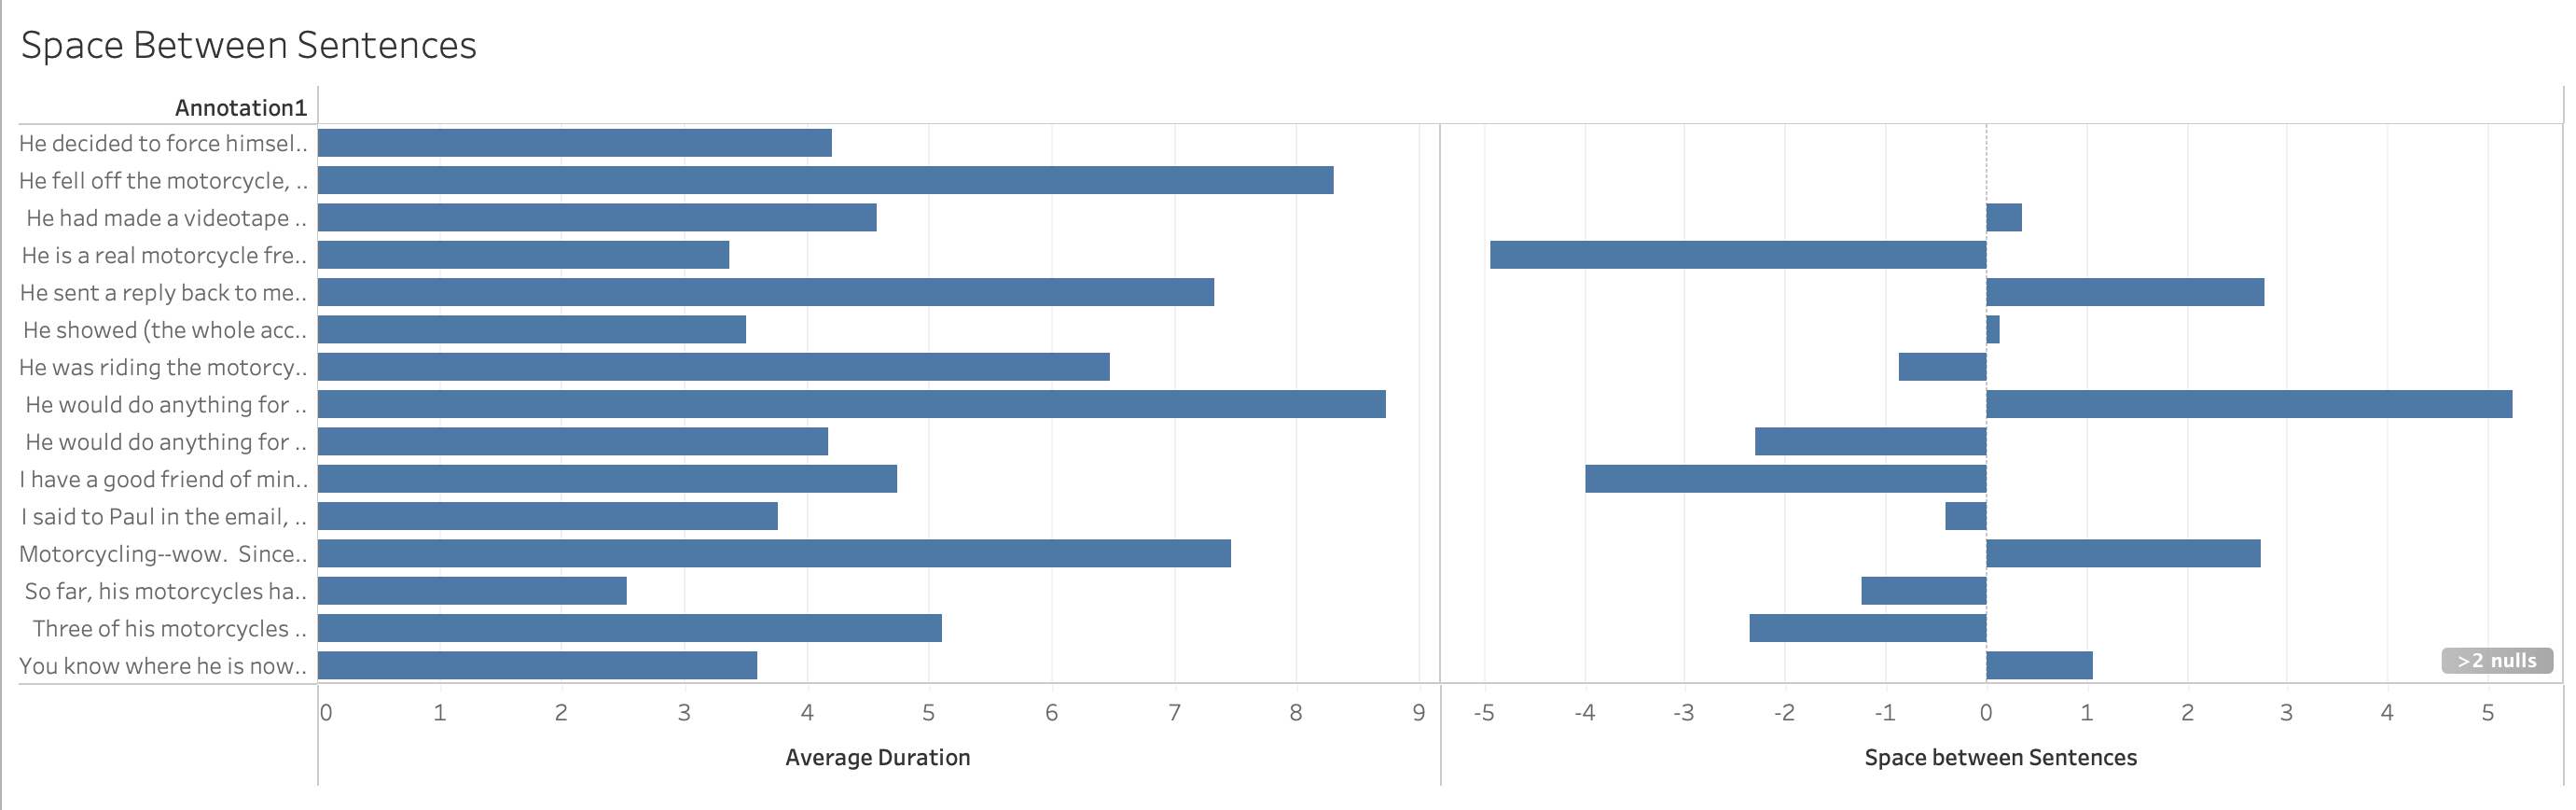 Space Between Sentences
Annotation1
He decided to force himsel..
He fell off the motorcycle, ..
He had made a videotape ..
He is a real motorcycle fre..
He sent a reply back to me..
He showed (the whole acc..
He was riding the motorcy..
He would do anything for ..
He would do anything for ..
I have a good friend of min..
I said to Paul in the email, ..
Motorcycling--wow.  Since..
So far, his motorcycles ha..
Three of his motorcycles ..
You know where he is now..
>2 nulls
0 1 2 3 4 5 6 7 8 9 -5 -4 -3 -2 -1 0 1 2 3 4 5
Average Duration Space between Sentences